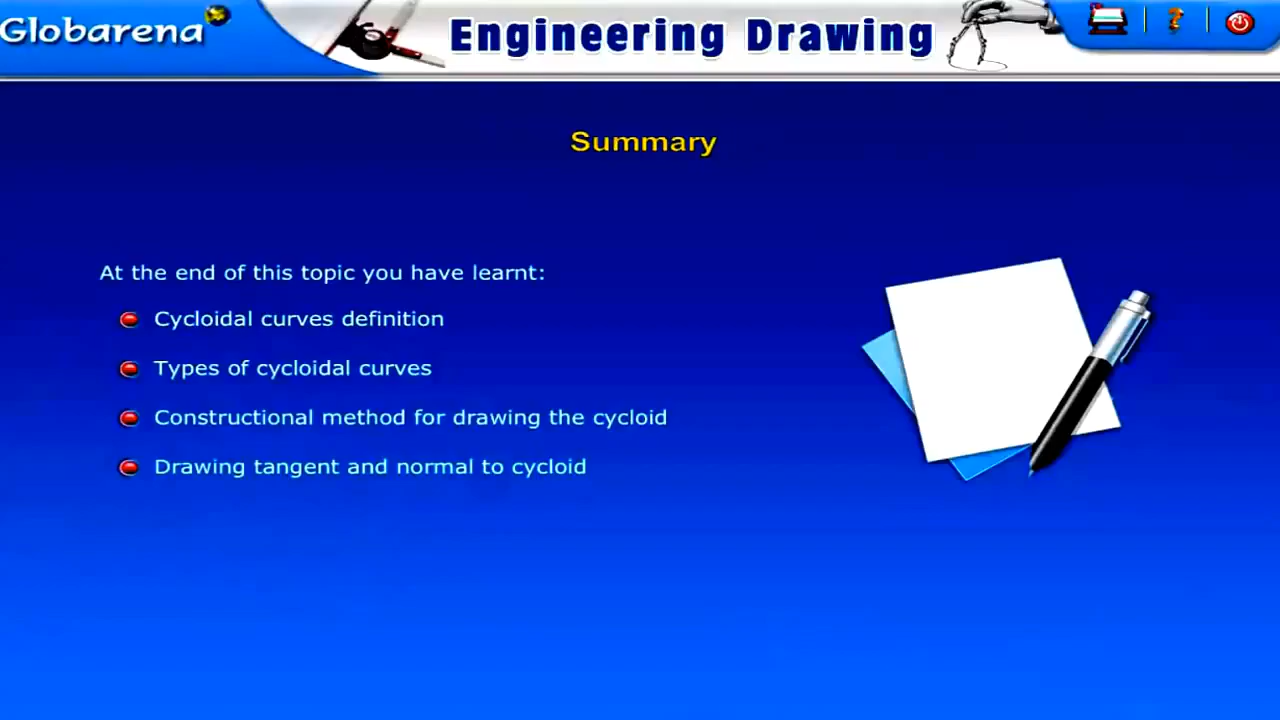 Globarena
Engineering Drawing
Summary
At the end of this topic you have learnt:
Cycloidal curves definition
Types of cycloidal curves
Constructional method for drawing the cycloid
Drawing tangent and normal to cycloid